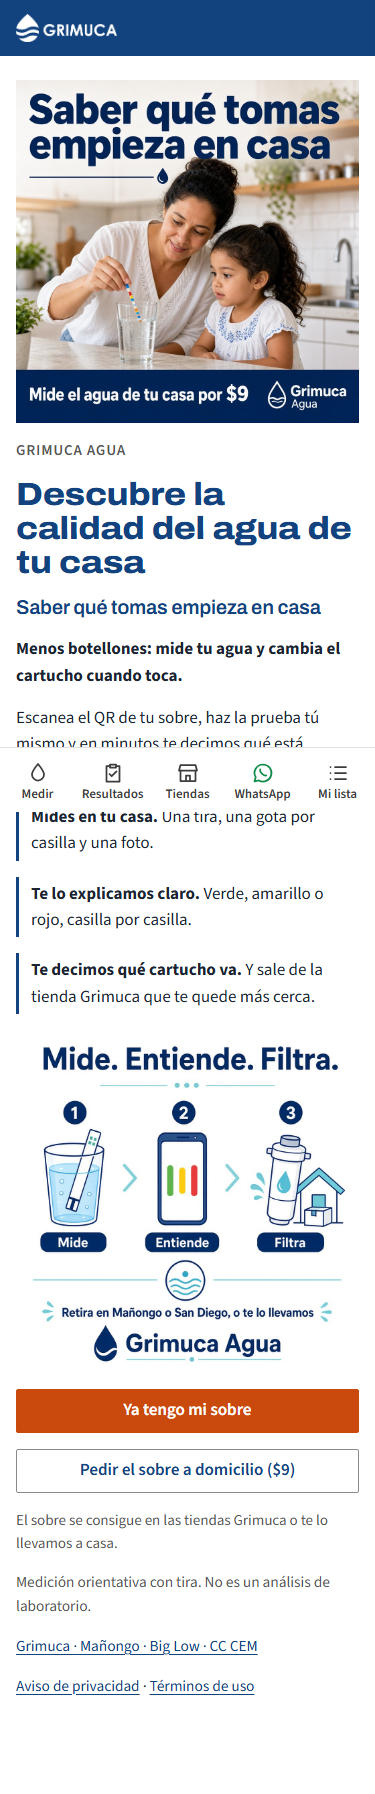 GRIMUCA
Saber qué tomas
empieza en casa
Mide el agua de tu casa por $9
Grimuca
Agua
GRIMUCA AGUA
Descubre la
calidad del agua de
tu casa
Saber qué tomas empieza en casa
Menos botellones: mide tu agua y cambia el
cartucho cuando toca.
Escanea el QR de tu sobre, haz la prueba tú
mismo y en minutos te decimos qué está
Medir
Resultados
Tiendas
WhatsApp
Mi lista
Mides en tu casa. Una tira, una gota por
casilla y una foto.
Te lo explicamos claro. Verde, amarillo o
rojo, casilla por casilla.
Te decimos qué cartucho va. Y sale de la
tienda Grimuca que te quede más cerca.
Mide. Entiende. Filtra.
1
2
3
Mide
Entiende
Filtra
Retira en Mañongo o San Diego, o te lo llevamos
Grimuca Agua
Ya tengo mi sobre
Pedir el sobre a domicilio ($9)
El sobre se consigue en las tiendas Grimuca o te lo
llevamos a casa.
Medición orientativa con tira. No es un análisis de
laboratorio.
Grimuca · Mañongo · Big Low · CC CEM
Aviso de privacidad · Términos de uso